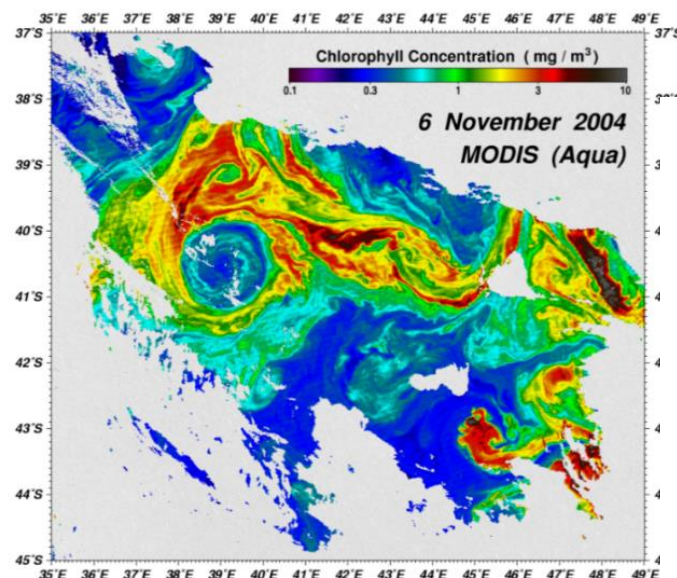 35°E 36°E 37°E 38°E 39°E 40°E 41°E 42°E 43°E 44°E 45°E 46°E 47°E 48°E 49°E
37°S
37°S
Chlorophyll Concentration ( mg / m³ )
0.1 0.3 1 3 10
38°S
6 November 2004
MODIS (Aqua)
39°S
40°S
41°S
42°S
43°S
44°S
45°S
35°E 36°E 37°E 38°E 39°E 40°E 41°E 42°E 43°E 44°E 45°E 46°E 47°E 48°E 49°E